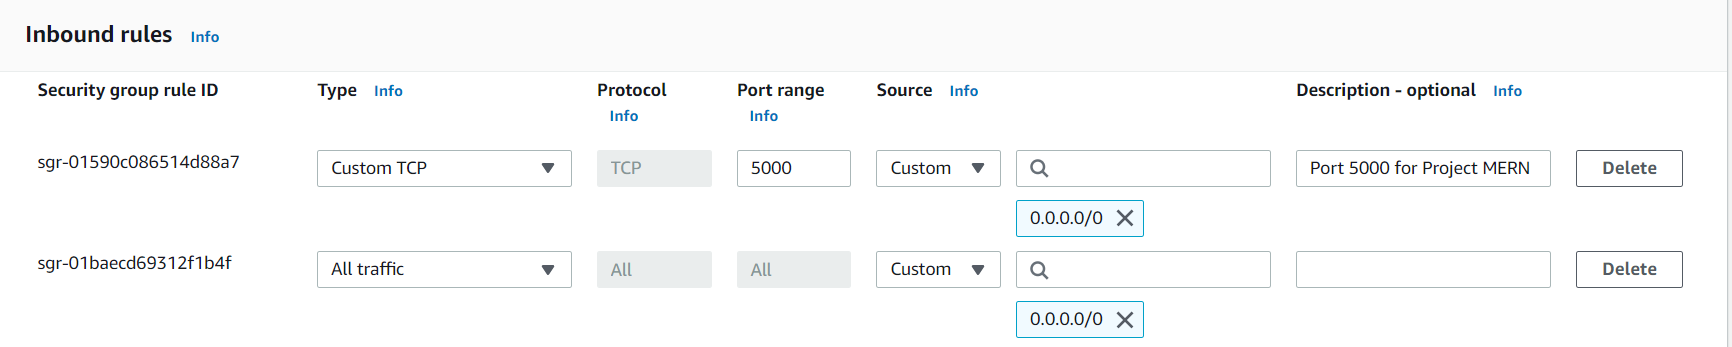 Inbound rules Info
Security group rule ID Type Info Protocol Info Port range Info Source Info Description - optional Info
sgr-01590c086514d88a7 Custom TCP TCP 5000 Custom Port 5000 for Project MERN Delete
0.0.0.0/0
sgr-01baecd69312f1b4f All traffic All All Custom Delete
0.0.0.0/0